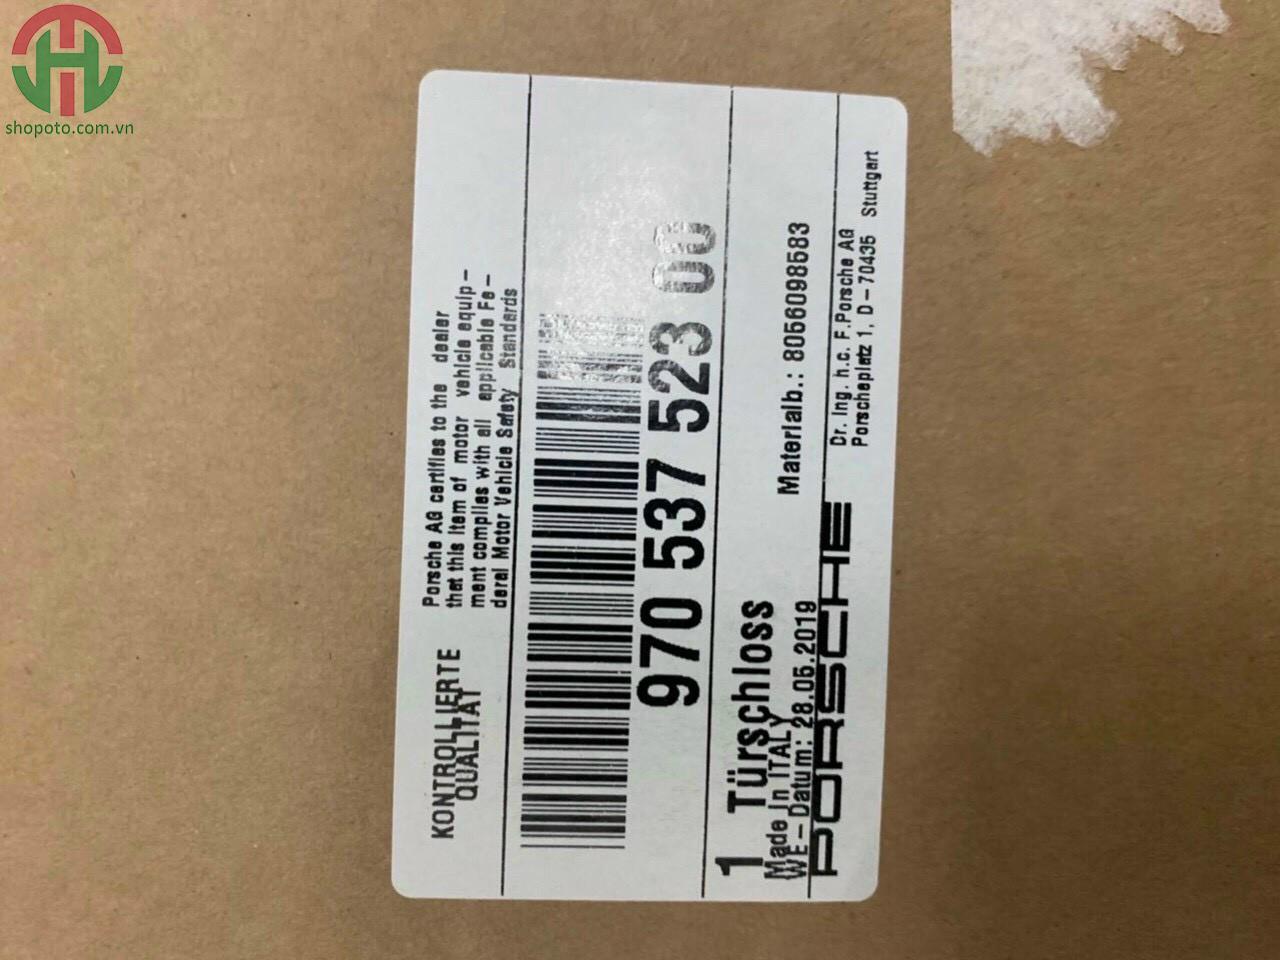 shopoto.com.vn
KONTROLLIERTE
QUALITÄT
Porsche AG certifies to the dealer
that this item of motor vehicle equip-
ment complies with all applicable Fe-
deral Motor Vehicle Safety Standards
970 537 523 00
1 Türschloss
Made in ITALY
Materialb.: 8056098583
WE-Datum: 28.06.2019
PORSCHE
Dr. Ing. h.c. F.Porsche AG
Porscheplatz 1, D-70435 Stuttgart